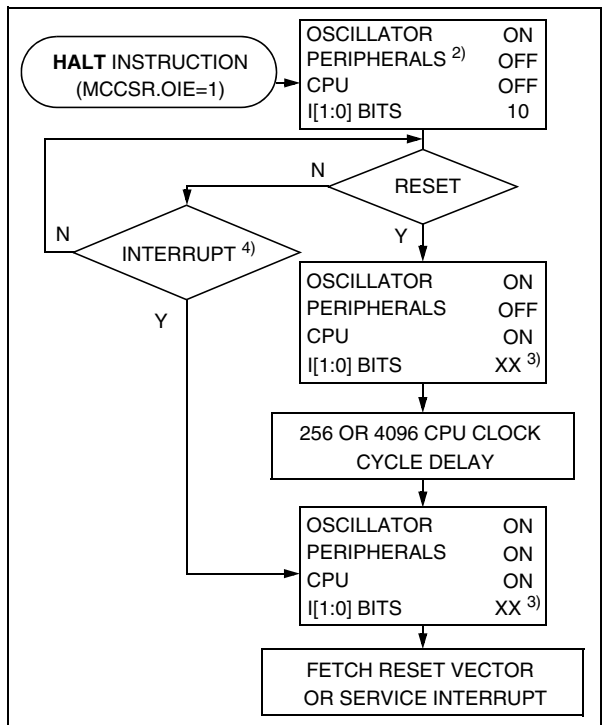 HALT INSTRUCTION
(MCCSR.OIE=1)
OSCILLATOR ON
PERIPHERALS 2) OFF
CPU OFF
I[1:0] BITS 10
RESET
N
Y
INTERRUPT 4)
N
Y
OSCILLATOR ON
PERIPHERALS OFF
CPU ON
I[1:0] BITS XX 3)
256 OR 4096 CPU CLOCK
CYCLE DELAY
OSCILLATOR ON
PERIPHERALS ON
CPU ON
I[1:0] BITS XX 3)
FETCH RESET VECTOR
OR SERVICE INTERRUPT